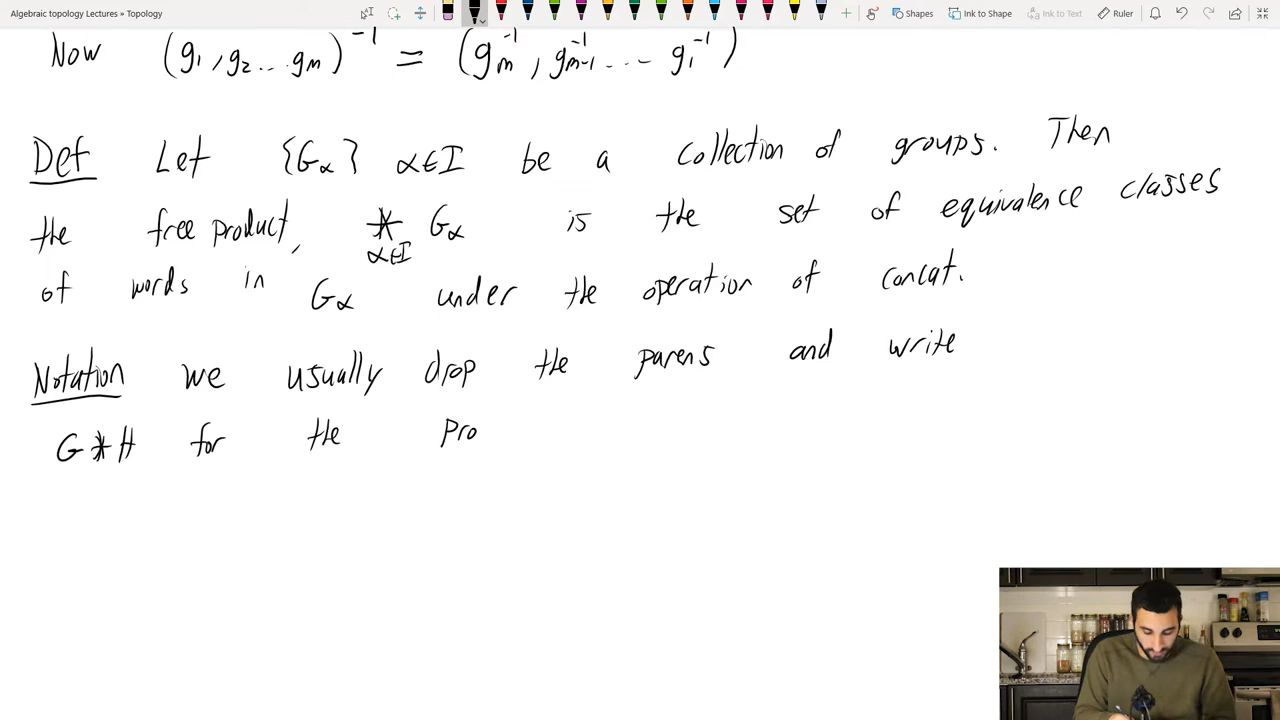 Algebraic topology Lectures » Topology
Shapes
Ink to Shape
Ink to Text
Ruler
Now (g₁, g₂ ... gₘ)⁻¹ = (gₘ⁻¹, gₘ₋₁⁻¹ ... g₁⁻¹)
Def Let {Gα} α∈I be a collection of groups. Then
the free product, * Gα is the set of equivalence classes
α∈I
of words in Gα under the operation of concat.
Notation we usually drop the parens and write
G*H for the pro